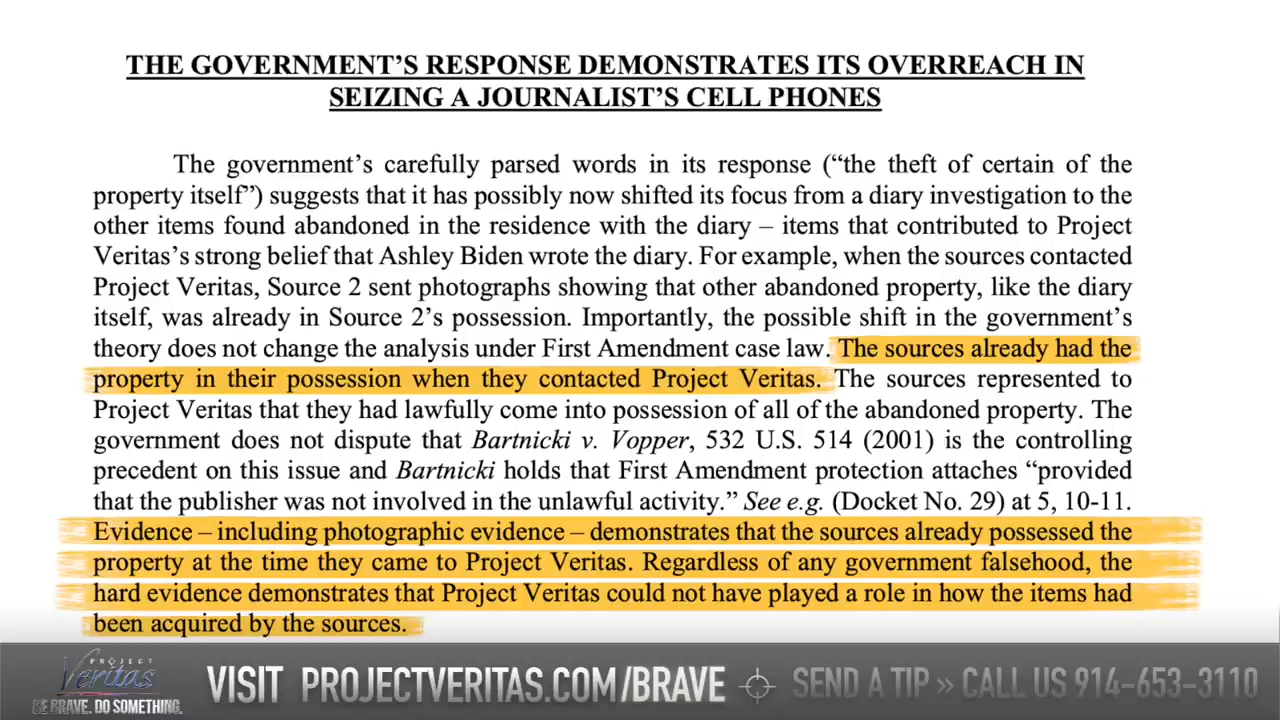 THE GOVERNMENT’S RESPONSE DEMONSTRATES ITS OVERREACH IN
SEIZING A JOURNALIST’S CELL PHONES
The government’s carefully parsed words in its response (“the theft of certain of the
property itself”) suggests that it has possibly now shifted its focus from a diary investigation to the
other items found abandoned in the residence with the diary – items that contributed to Project
Veritas’s strong belief that Ashley Biden wrote the diary. For example, when the sources contacted
Project Veritas, Source 2 sent photographs showing that other abandoned property, like the diary
itself, was already in Source 2’s possession. Importantly, the possible shift in the government’s
theory does not change the analysis under First Amendment case law. The sources already had the
property in their possession when they contacted Project Veritas. The sources represented to
Project Veritas that they had lawfully come into possession of all of the abandoned property. The
government does not dispute that Bartnicki v. Vopper, 532 U.S. 514 (2001) is the controlling
precedent on this issue and Bartnicki holds that First Amendment protection attaches “provided
that the publisher was not involved in the unlawful activity.” See e.g. (Docket No. 29) at 5, 10-11.
Evidence – including photographic evidence – demonstrates that the sources already possessed the
property at the time they came to Project Veritas. Regardless of any government falsehood, the
hard evidence demonstrates that Project Veritas could not have played a role in how the items had
been acquired by the sources.
PROJECT
Veritas
BE BRAVE. DO SOMETHING.
VISIT PROJECTVERITAS.COM/BRAVE SEND A TIP » CALL US 914-653-3110